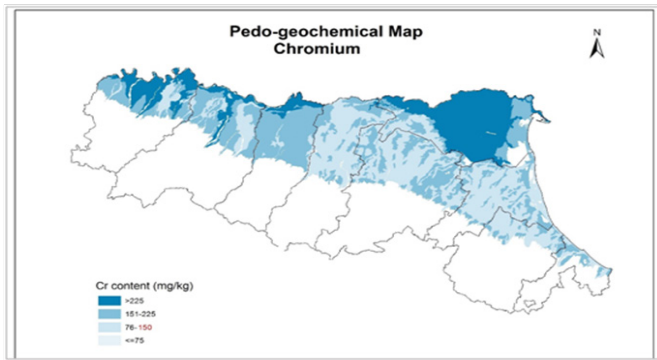 Pedo-geochemical Map
Chromium
N
Cr content (mg/kg)
>225
151-225
76-150
<=75